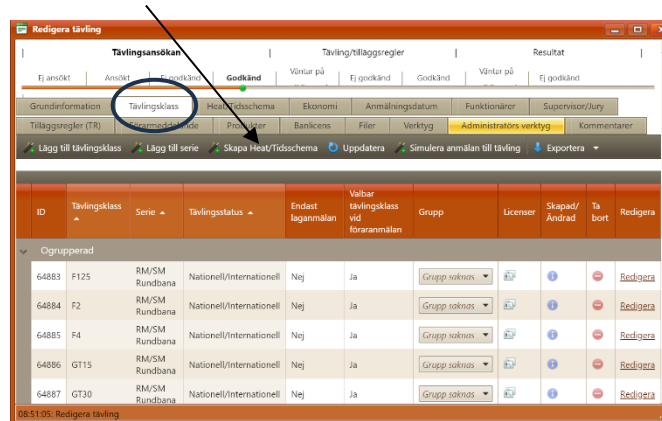 Redigera tävling
Tävlingsansökan
Tävling/tilläggsregler
Resultat
Ej ansökt Ansökt Ej godkänd Godkänd Väntar på Ej godkänd Godkänd Väntar på Ej godkänd
Grundinformation Tävlingsklass Heat/Tidsschema Ekonomi Anmälningsdatum Funktionärer Supervisor/Jury
Tilläggsregler (TR) Förarmeddelande Produkter Banlicens Filer Verktyg Administratörs verktyg Kommentarer
Lägg till tävlingsklass Lägg till serie Skapa Heat/Tidsschema Uppdatera Simulera anmälan till tävling Exportera
ID Tävlingsklass Serie Tävlingsstatus Endast laganmälan Valbar tävlingsklass vid föraranmälan Grupp Licenser Skapad/Ändrad Ta bort Redigera
Ogrupperad
64883 F125 RM/SM Rundbana Nationell/Internationell Nej Ja Grupp saknas Redigera
64884 F2 RM/SM Rundbana Nationell/Internationell Nej Ja Grupp saknas Redigera
64885 F4 RM/SM Rundbana Nationell/Internationell Nej Ja Grupp saknas Redigera
64886 GT15 RM/SM Rundbana Nationell/Internationell Nej Ja Grupp saknas Redigera
64887 GT30 RM/SM Rundbana Nationell/Internationell Nej Ja Grupp saknas Redigera
08:51:05: Redigera tävling